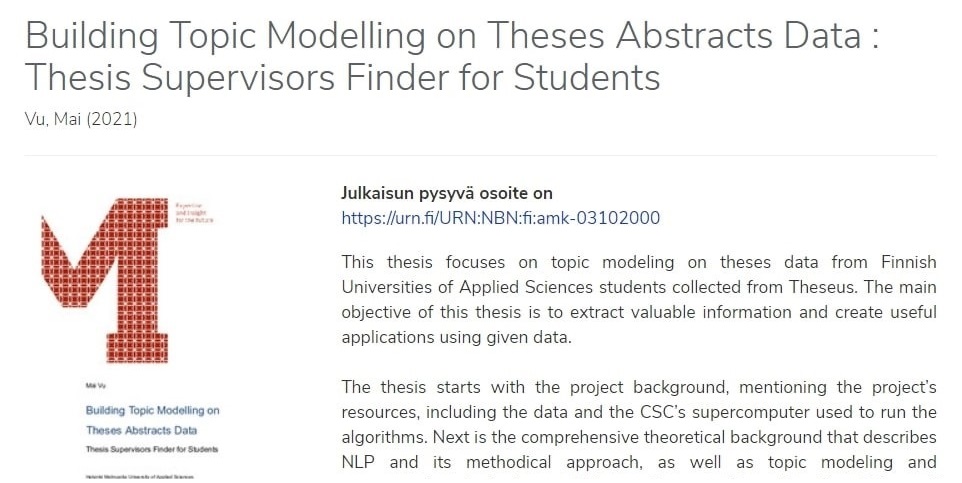 Building Topic Modelling on Theses Abstracts Data :
Thesis Supervisors Finder for Students
Vu, Mai (2021)
Expertise
and insight
for the future
Julkaisun pysyvä osoite on
https://urn.fi/URN:NBN:fi:amk-03102000
This thesis focuses on topic modeling on theses data from Finnish
Universities of Applied Sciences students collected from Theseus. The main
objective of this thesis is to extract valuable information and create useful
applications using given data.
The thesis starts with the project background, mentioning the project's
resources, including the data and the CSC's supercomputer used to run the
algorithms. Next is the comprehensive theoretical background that describes
NLP and its methodical approach, as well as topic modeling and
Mai Vu
Building Topic Modelling on
Theses Abstracts Data
Thesis Supervisors Finder for Students
Helsinki Metropolia University of Applied Sciences